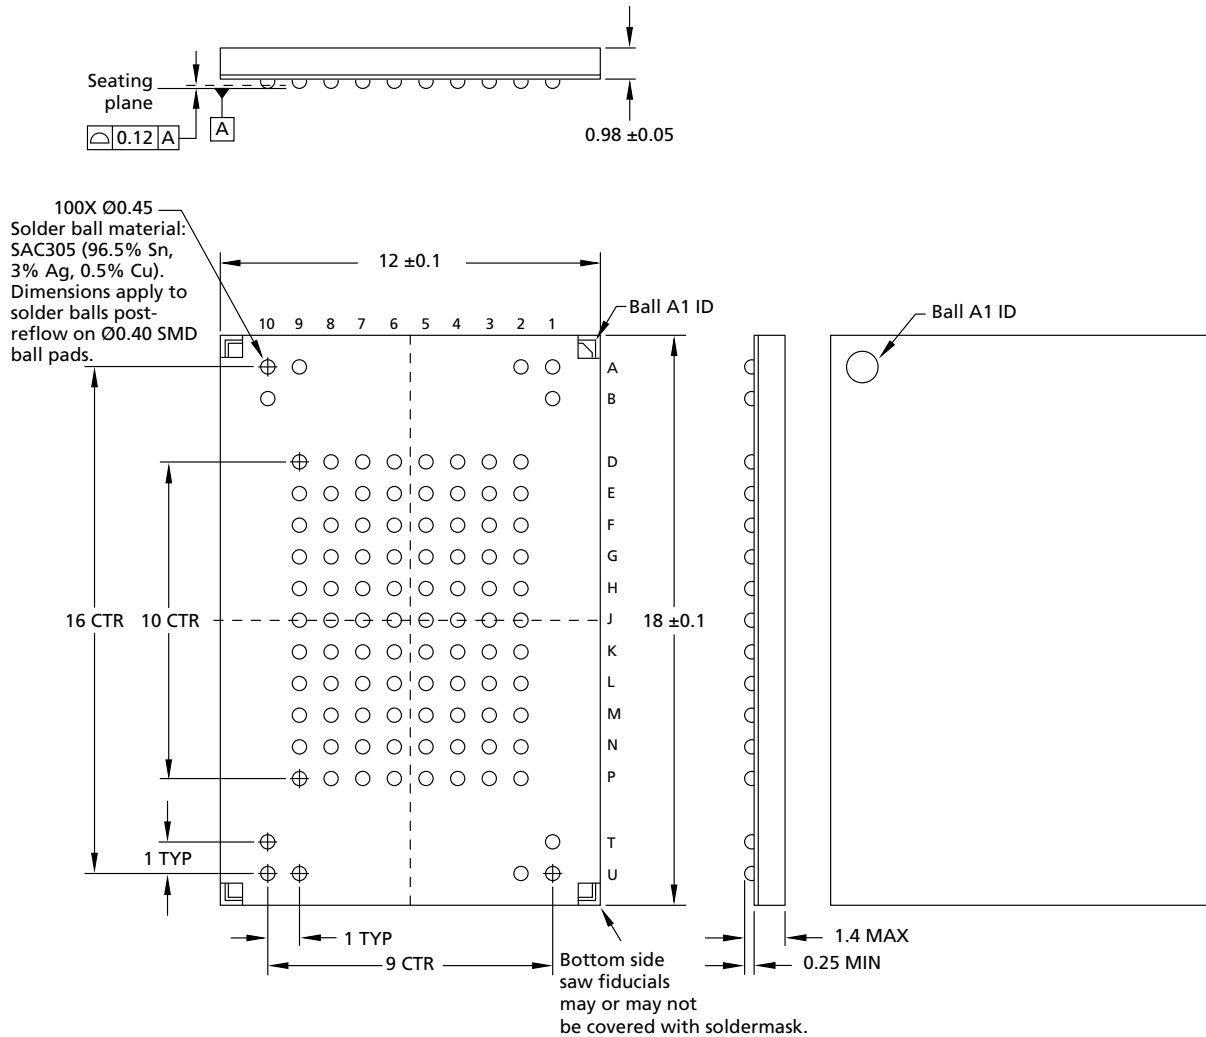 Seating
plane
0.12 A
A
0.98 ±0.05
100X Ø0.45
Solder ball material:
SAC305 (96.5% Sn,
3% Ag, 0.5% Cu).
Dimensions apply to
solder balls post-
reflow on Ø0.40 SMD
ball pads.
12 ±0.1
Ball A1 ID
Ball A1 ID
10 9 8 7 6 5 4 3 2 1
A
B
D
E
F
G
H
J
K
L
M
N
P
T
U
16 CTR
10 CTR
18 ±0.1
1 TYP
1 TYP
9 CTR
Bottom side
saw fiducials
may or may not
be covered with soldermask.
1.4 MAX
0.25 MIN